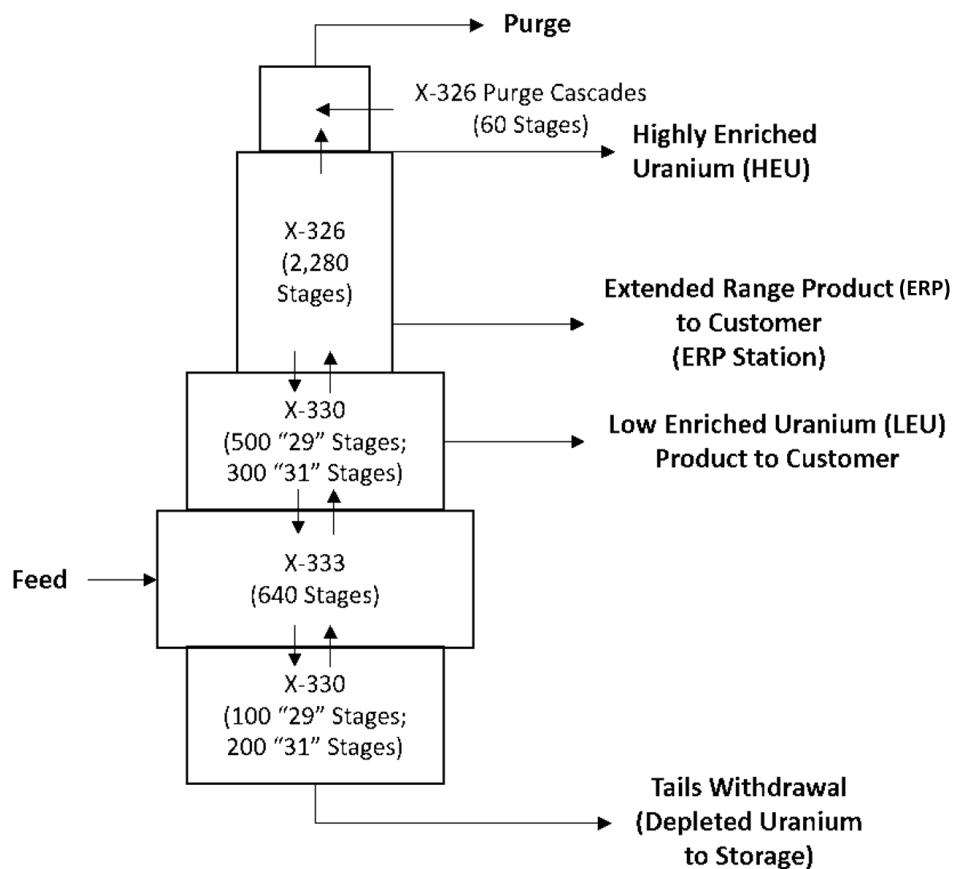 Purge
X-326 Purge Cascades
(60 Stages)
Highly Enriched
Uranium (HEU)
X-326
(2,280
Stages)
Extended Range Product (ERP)
to Customer
(ERP Station)
X-330
(500 “29” Stages;
300 “31” Stages)
Low Enriched Uranium (LEU)
Product to Customer
X-333
(640 Stages)
Feed
X-330
(100 “29” Stages;
200 “31” Stages)
Tails Withdrawal
(Depleted Uranium
to Storage)